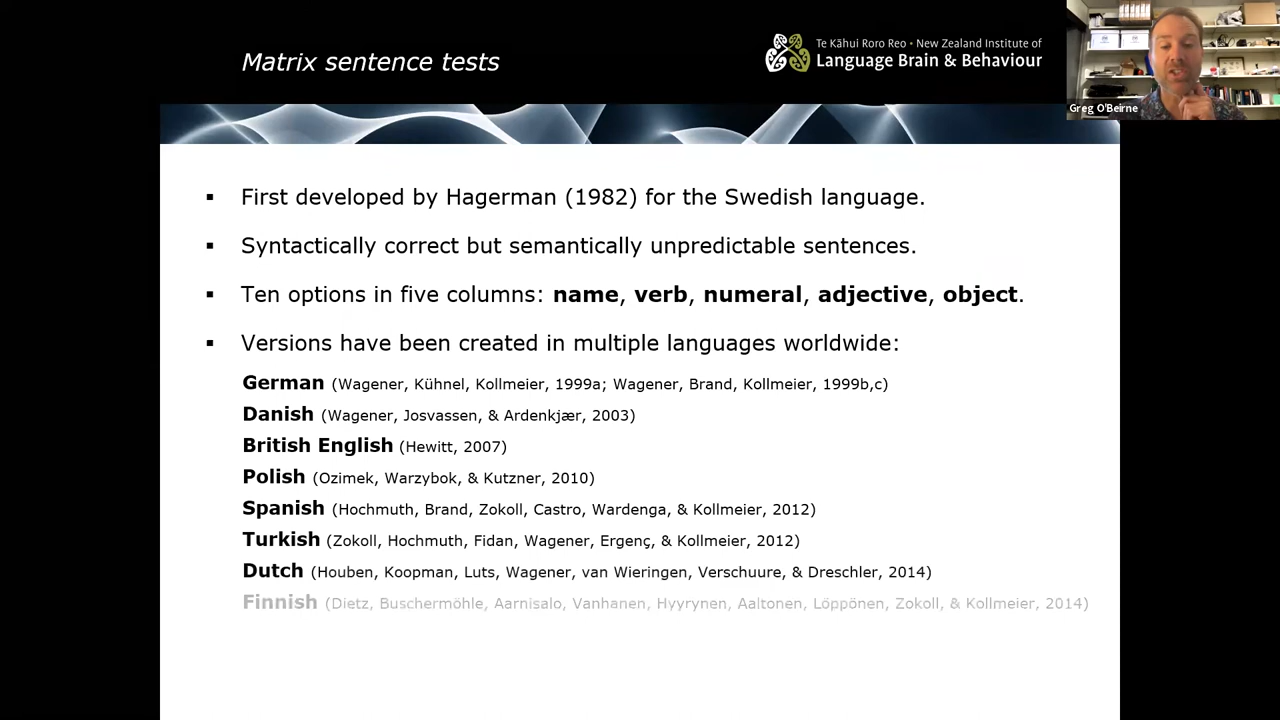 Matrix sentence tests
Te Kāhui Roro Reo • New Zealand Institute of
Language Brain & Behaviour
Greg O'Beirne
▪ First developed by Hagerman (1982) for the Swedish language.
▪ Syntactically correct but semantically unpredictable sentences.
▪ Ten options in five columns: name, verb, numeral, adjective, object.
▪ Versions have been created in multiple languages worldwide:
German (Wagener, Kühnel, Kollmeier, 1999a; Wagener, Brand, Kollmeier, 1999b,c)
Danish (Wagener, Josvassen, & Ardenkjær, 2003)
British English (Hewitt, 2007)
Polish (Ozimek, Warzybok, & Kutzner, 2010)
Spanish (Hochmuth, Brand, Zokoll, Castro, Wardenga, & Kollmeier, 2012)
Turkish (Zokoll, Hochmuth, Fidan, Wagener, Ergenç, & Kollmeier, 2012)
Dutch (Houben, Koopman, Luts, Wagener, van Wieringen, Verschuure, & Dreschler, 2014)
Finnish (Dietz, Buschermöhle, Aarnisalo, Vanhanen, Hyyrynen, Aaltonen, Löppönen, Zokoll, & Kollmeier, 2014)